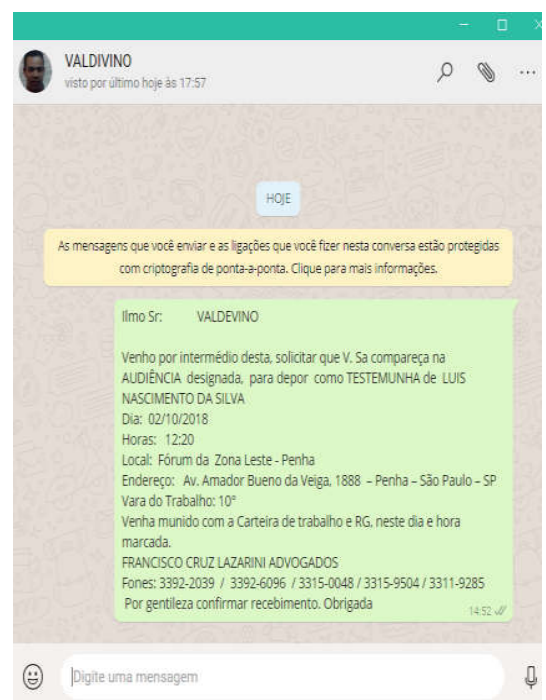 VALDIVINO
visto por último hoje às 17:57
HOJE
As mensagens que você enviar e as ligações que você fizer nesta conversa estão protegidas
com criptografia de ponta-a-ponta. Clique para mais informações.
Ilmo Sr: VALDEVINO
Venho por intermédio desta, solicitar que V. Sa compareça na
AUDIÊNCIA designada, para depor como TESTEMUNHA de LUIS
NASCIMENTO DA SILVA
Dia: 02/10/2018
Horas: 12:20
Local: Fórum da Zona Leste - Penha
Endereço: Av. Amador Bueno da Veiga, 1888 – Penha – São Paulo – SP
Vara do Trabalho: 10ª
Venha munido com a Carteira de trabalho e RG, neste dia e hora
marcada.
FRANCISCO CRUZ LAZARINI ADVOGADOS
Fones: 3392-2039 / 3392-6096 / 3315-0048 / 3315-9504 / 3311-9285
Por gentileza confirmar recebimento. Obrigada
14:52
Digite uma mensagem